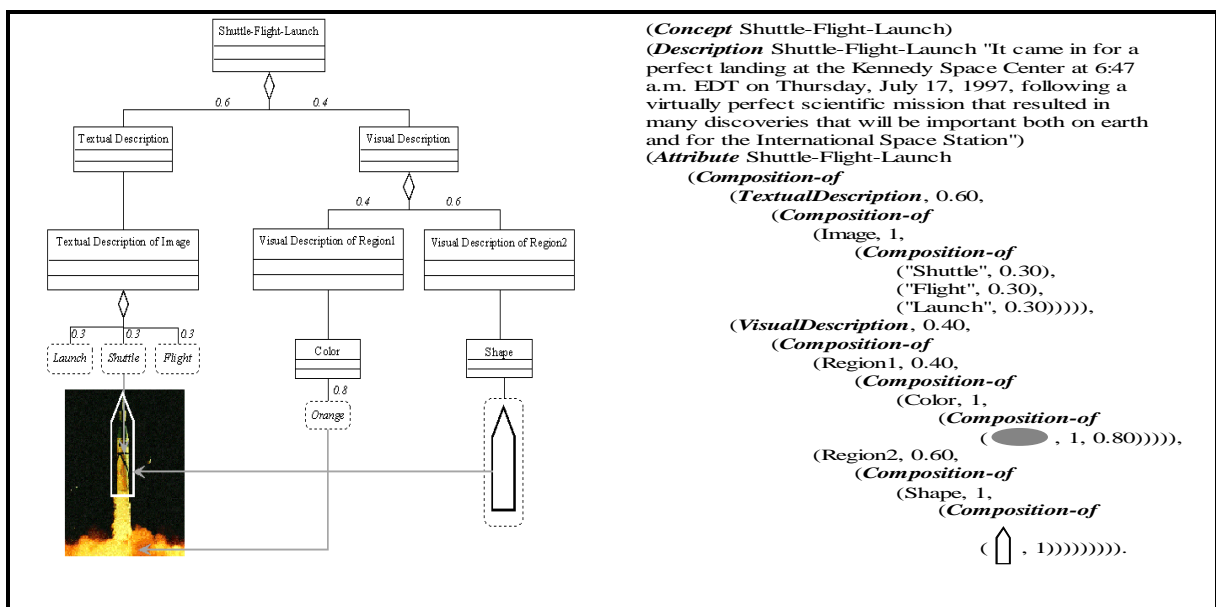 Shuttle-Flight-Launch
0.6
0.4
Textual Description
Visual Description
0.4
0.6
Textual Description of Image
Visual Description of Region1
Visual Description of Region2
0.3
0.3
0.3
Launch
Shuttle
Flight
Color
Shape
0.8
Orange
(Concept Shuttle-Flight-Launch)
(Description Shuttle-Flight-Launch "It came in for a
perfect landing at the Kennedy Space Center at 6:47
a.m. EDT on Thursday, July 17, 1997, following a
virtually perfect scientific mission that resulted in
many discoveries that will be important both on earth
and for the International Space Station")
(Attribute Shuttle-Flight-Launch
(Composition-of
(TextualDescription, 0.60,
(Composition-of
(Image, 1,
(Composition-of
("Shuttle", 0.30),
("Flight", 0.30),
("Launch", 0.30))))),
(VisualDescription, 0.40,
(Composition-of
(Region1, 0.40,
(Composition-of
(Color, 1,
(Composition-of
( , 1, 0.80))))),
(Region2, 0.60,
(Composition-of
(Shape, 1,
(Composition-of
( , 1))))))))).